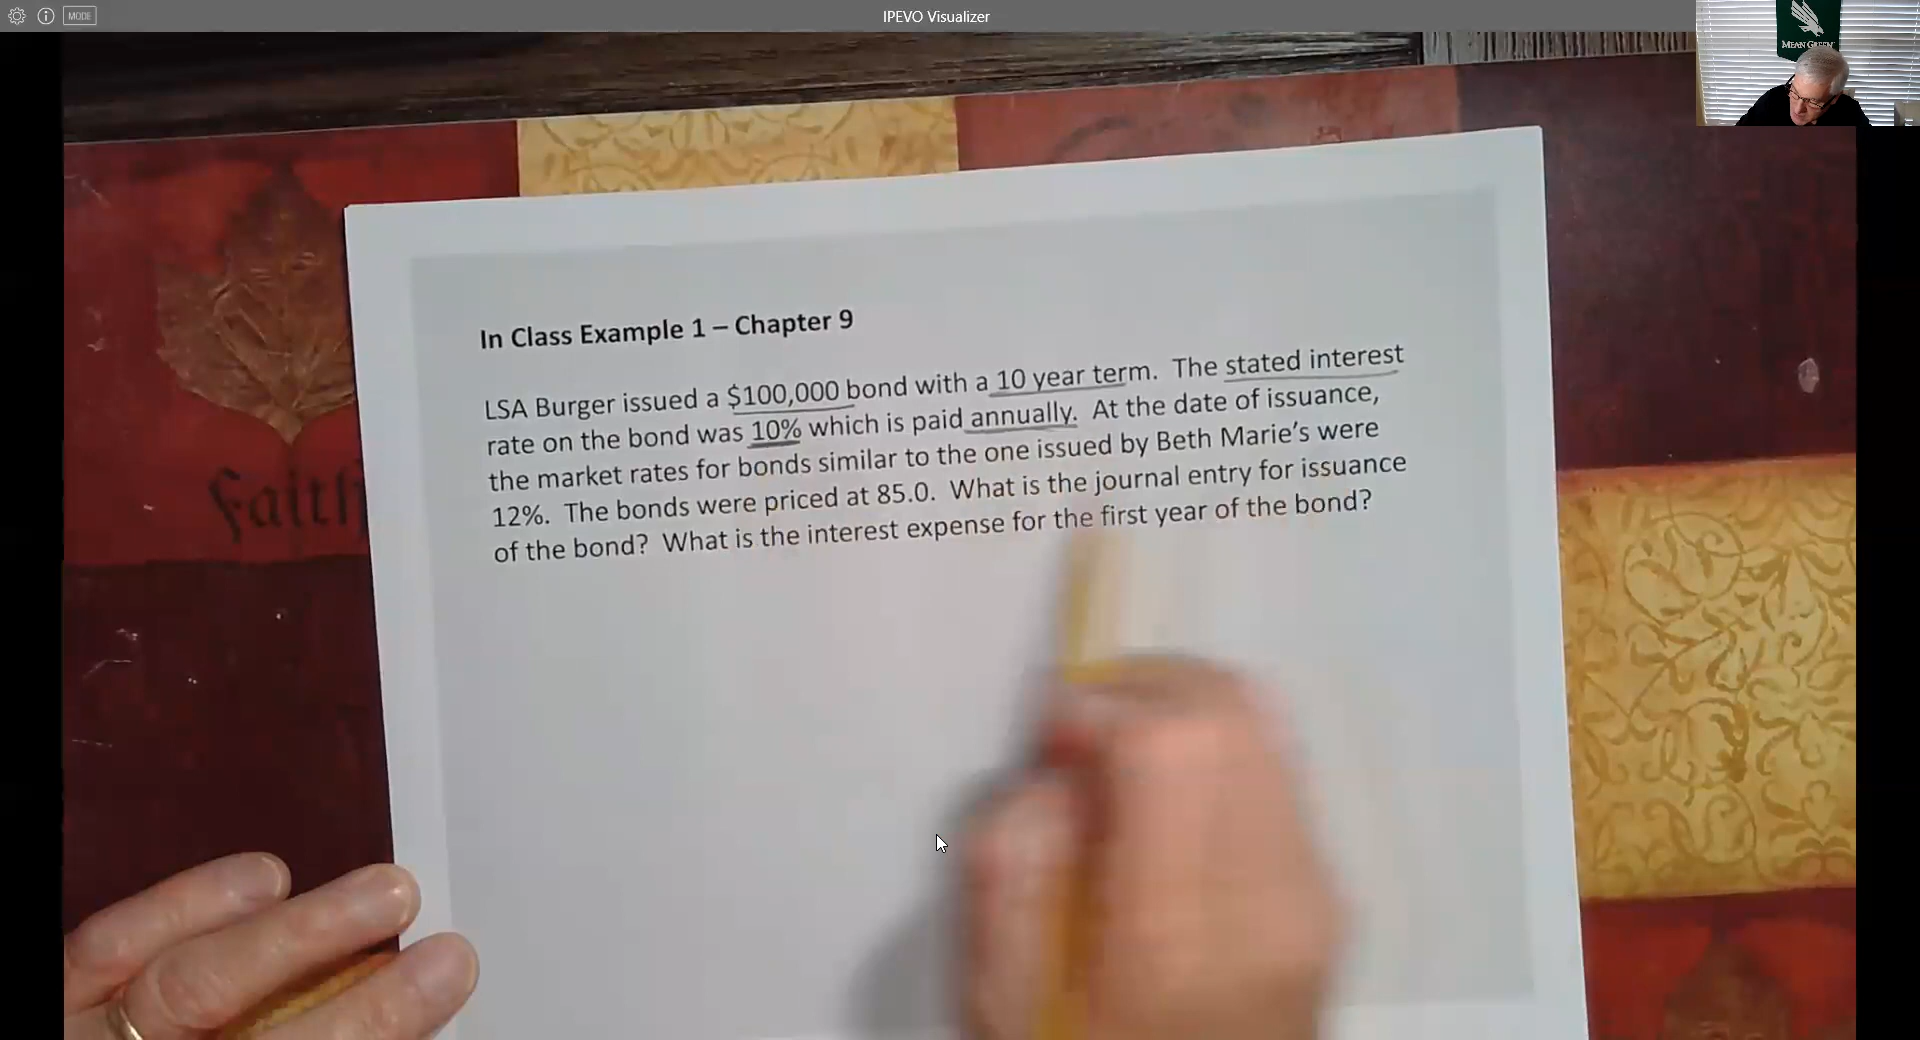 MODE
IPEVO Visualizer
MEAN GREEN
In Class Example 1 – Chapter 9
LSA Burger issued a $100,000 bond with a 10 year term. The stated interest
rate on the bond was 10% which is paid annually. At the date of issuance,
the market rates for bonds similar to the one issued by Beth Marie’s were
12%. The bonds were priced at 85.0. What is the journal entry for issuance
of the bond? What is the interest expense for the first year of the bond?
Faith